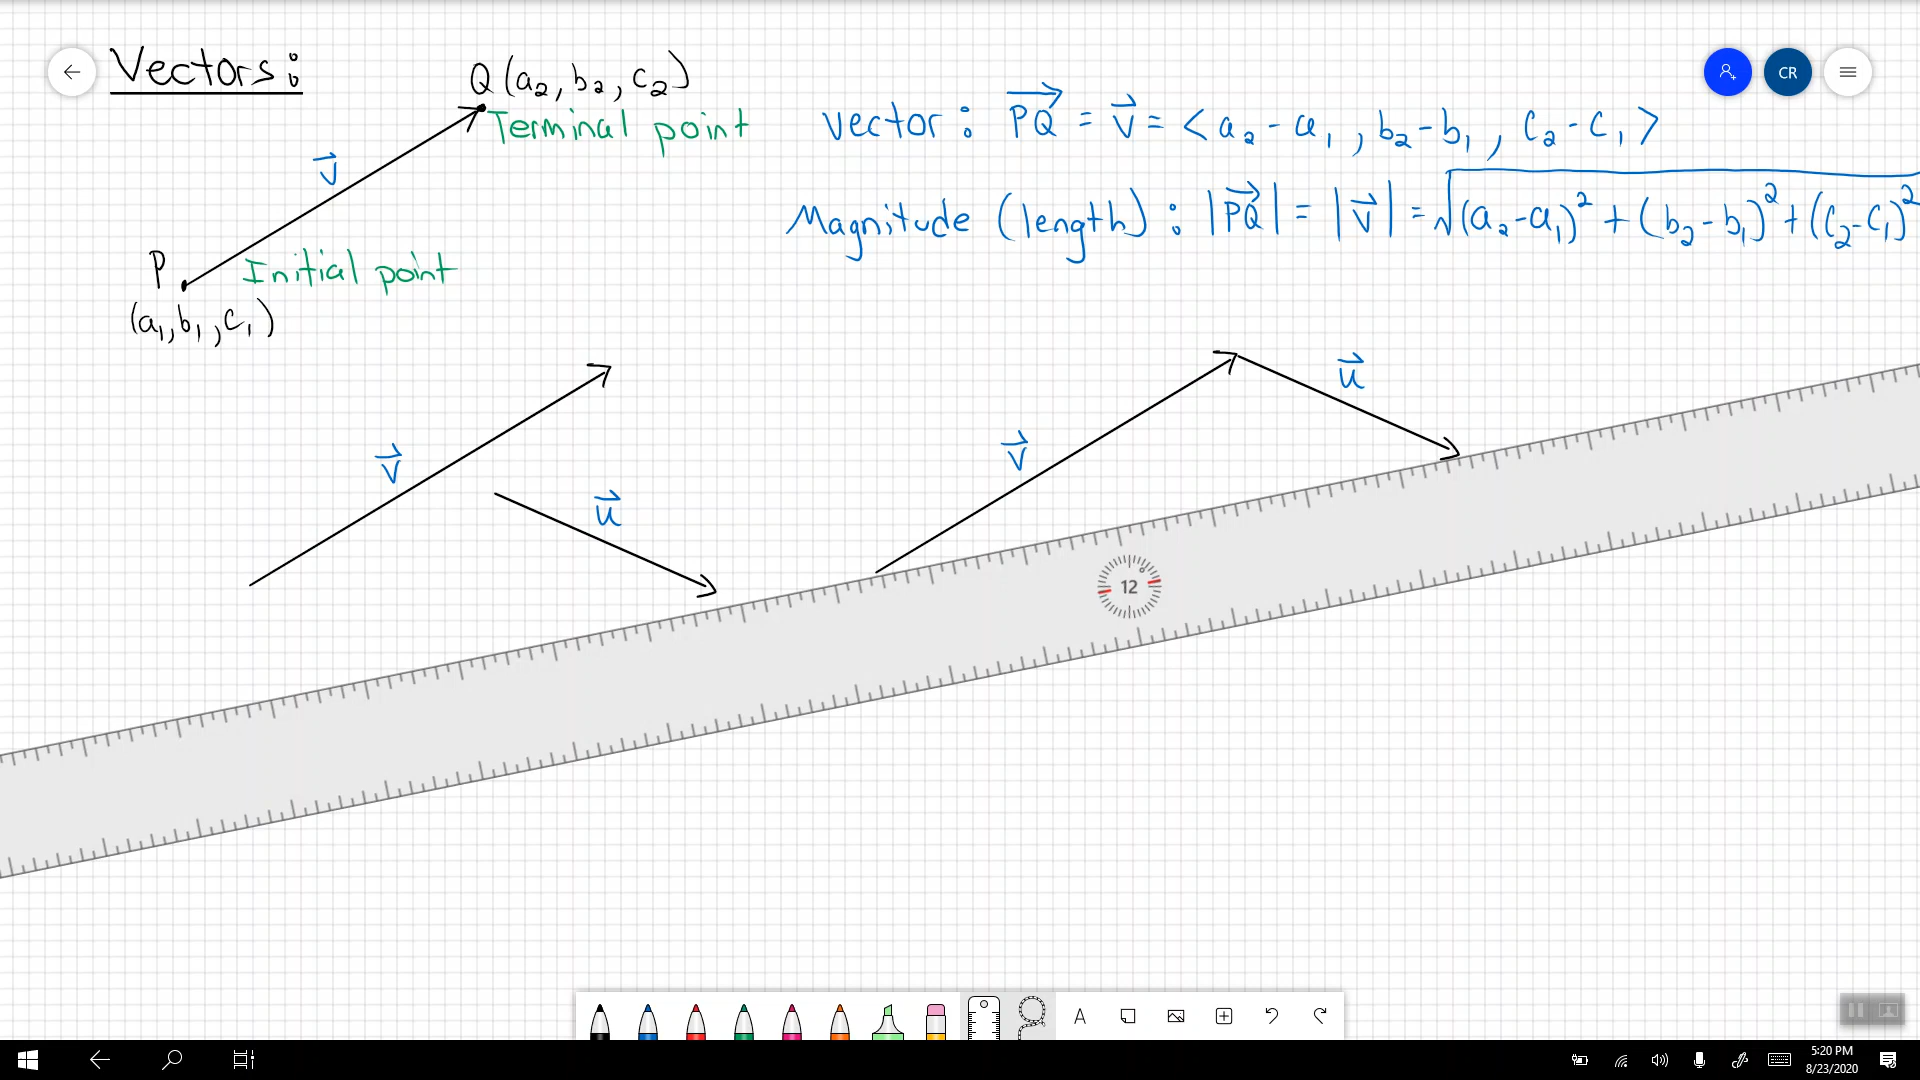 Vectors:
Q (a₂, b₂, c₂)
Terminal point
v⃗
P
Initial point
(a₁, b₁, c₁)
vector: PQ⃗ = v⃗ = <a₂-a₁, b₂-b₁, c₂-c₁>
Magnitude (length): |PQ⃗| = |v⃗| = √(a₂-a₁)² + (b₂-b₁)² + (c₂-c₁)²
CR
v⃗
u⃗
v⃗
u⃗
12
A
5:20 PM
8/23/2020